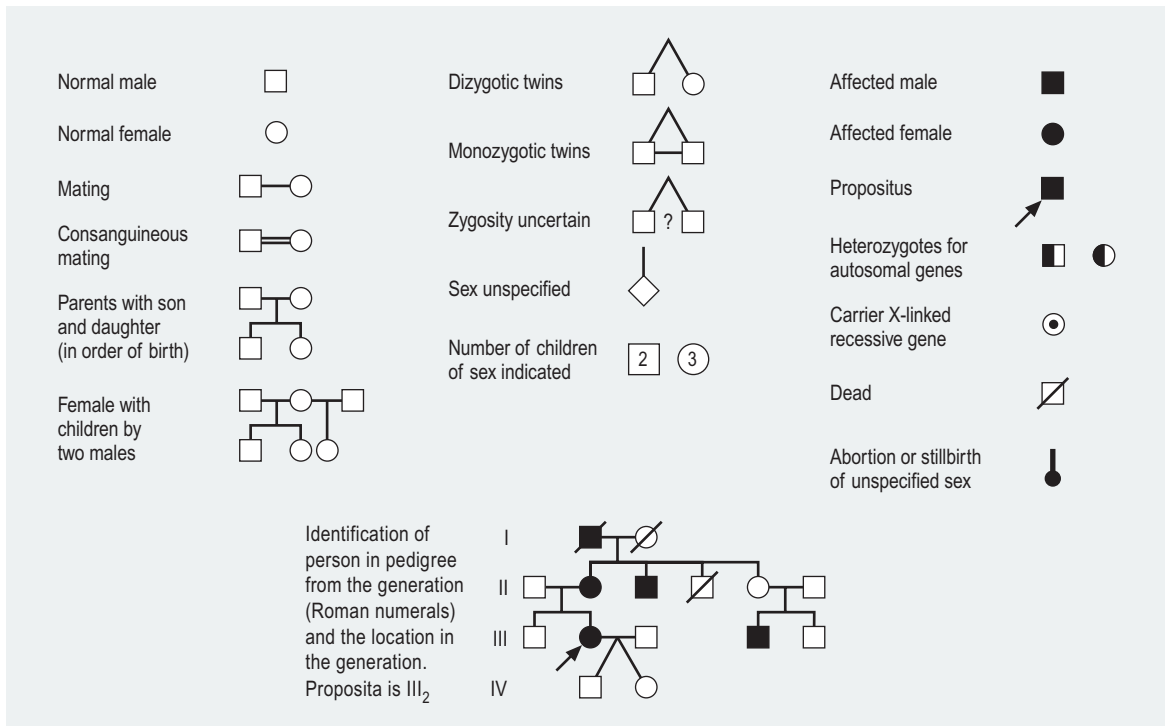 Normal male
Normal female
Mating
Consanguineous
mating
Parents with son
and daughter
(in order of birth)
Female with
children by
two males
Dizygotic twins
Monozygotic twins
Zygosity uncertain
?
Sex unspecified
Number of children
of sex indicated
2 3
Affected male
Affected female
Propositus
Heterozygotes for
autosomal genes
Carrier X-linked
recessive gene
Dead
Abortion or stillbirth
of unspecified sex
Identification of
person in pedigree
from the generation
(Roman numerals)
and the location in
the generation.
Proposita is III₂
I
II
III
IV